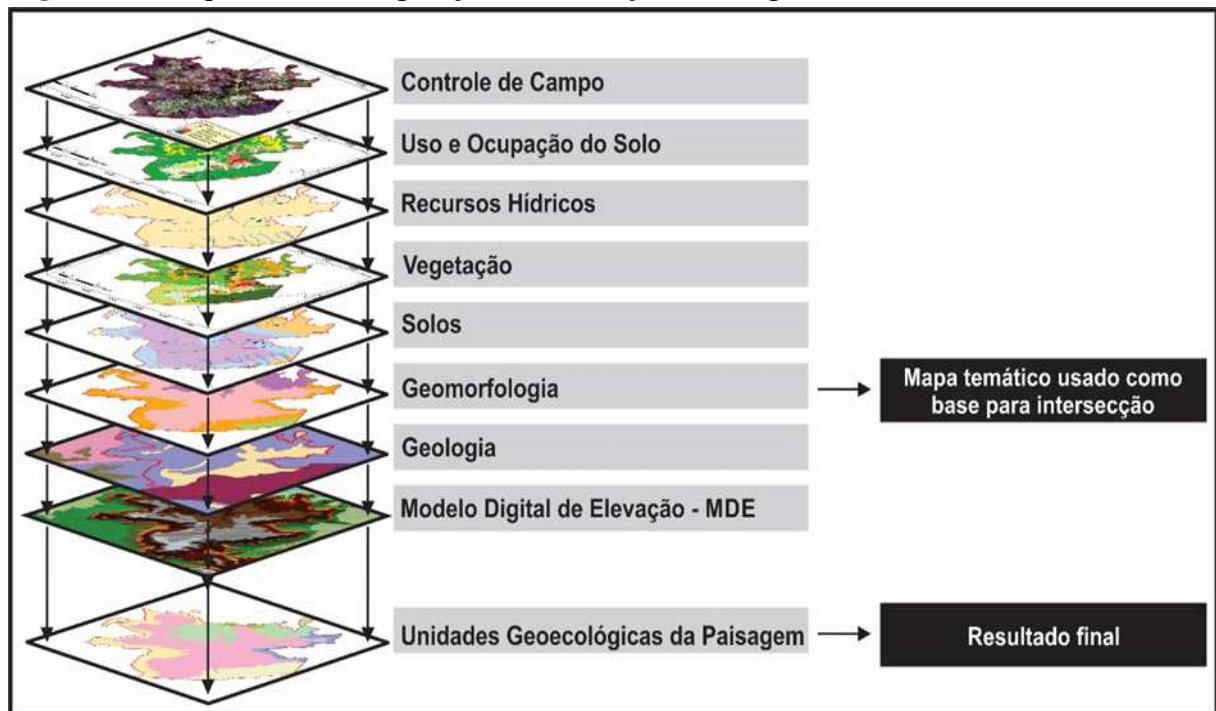 Controle de Campo
Uso e Ocupação do Solo
Recursos Hídricos
Vegetação
Solos
Geomorfologia
Mapa temático usado como
base para intersecção
Geologia
Modelo Digital de Elevação - MDE
Unidades Geoecológicas da Paisagem
Resultado final